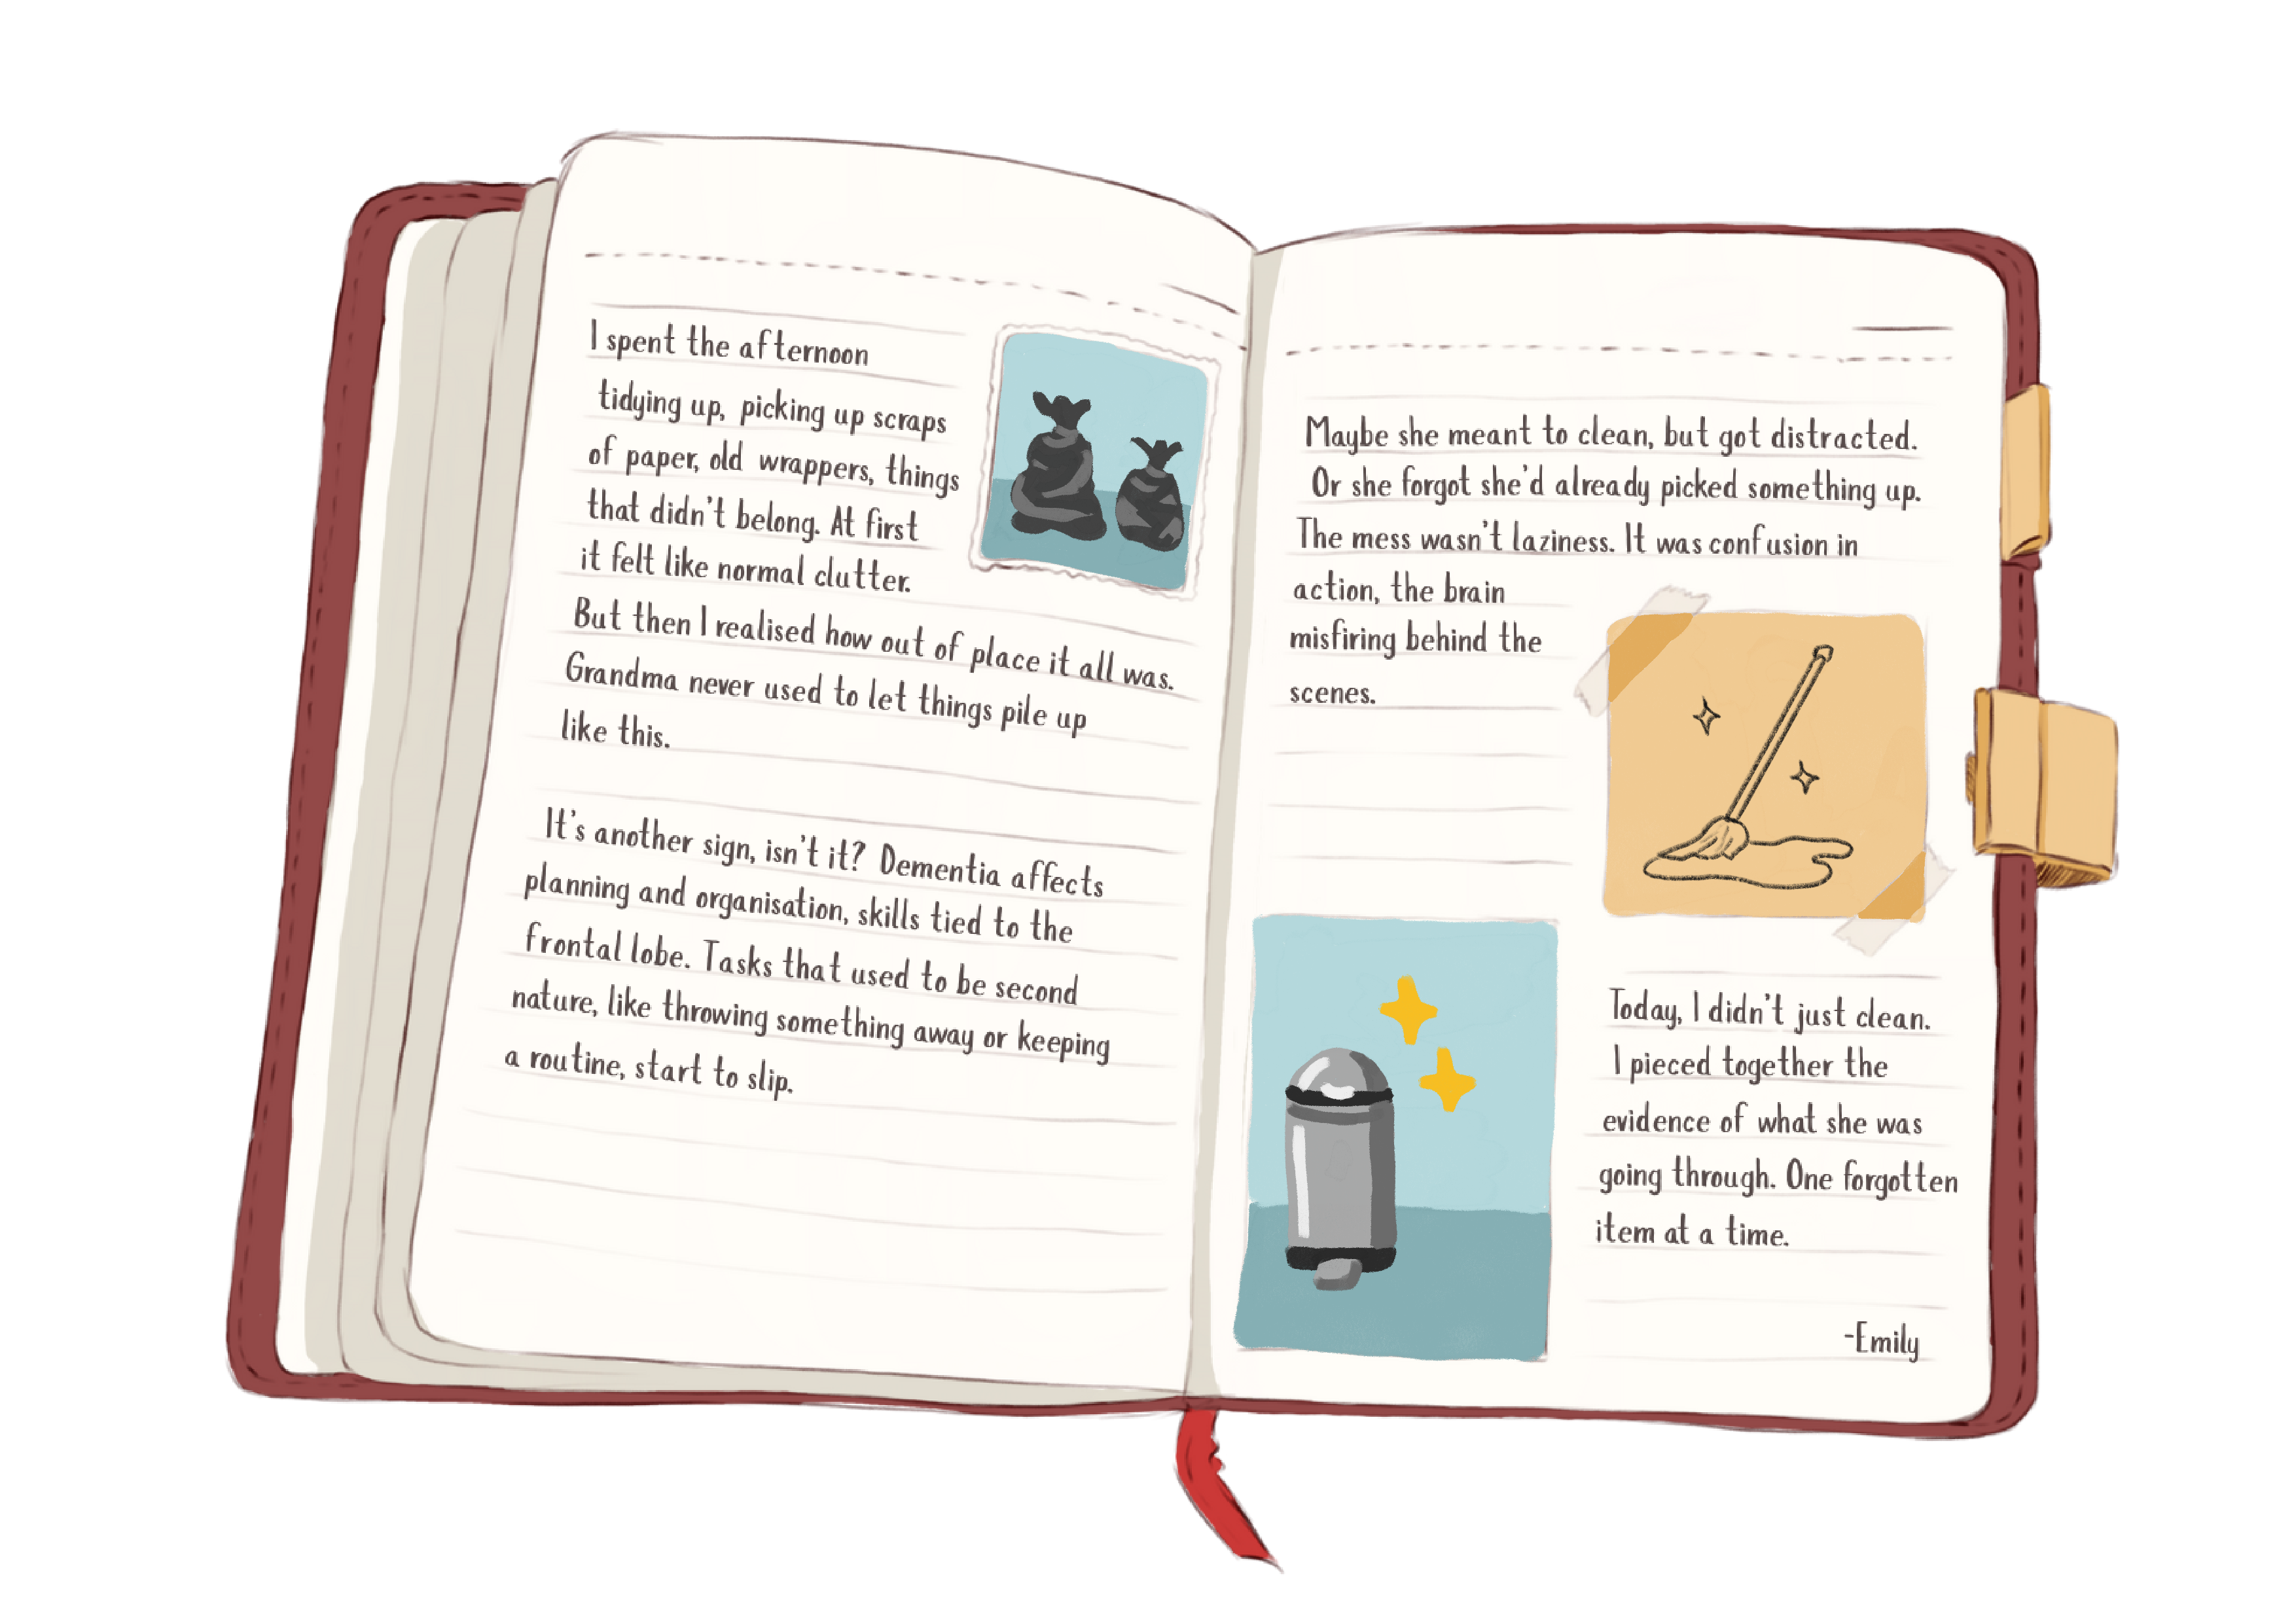 I spent the afternoon
tidying up, picking up scraps
of paper, old wrappers, things
that didn't belong. At first
it felt like normal clutter.
But then I realised how out of place it all was.
Grandma never used to let things pile up
like this.
It's another sign, isn't it? Dementia affects
planning and organisation, skills tied to the
frontal lobe. Tasks that used to be second
nature, like throwing something away or keeping
a routine, start to slip.
Maybe she meant to clean, but got distracted.
Or she forgot she'd already picked something up.
The mess wasn't laziness. It was confusion in
action, the brain
misfiring behind the
scenes.
Today, I didn't just clean.
I pieced together the
evidence of what she was
going through. One forgotten
item at a time.
-Emily